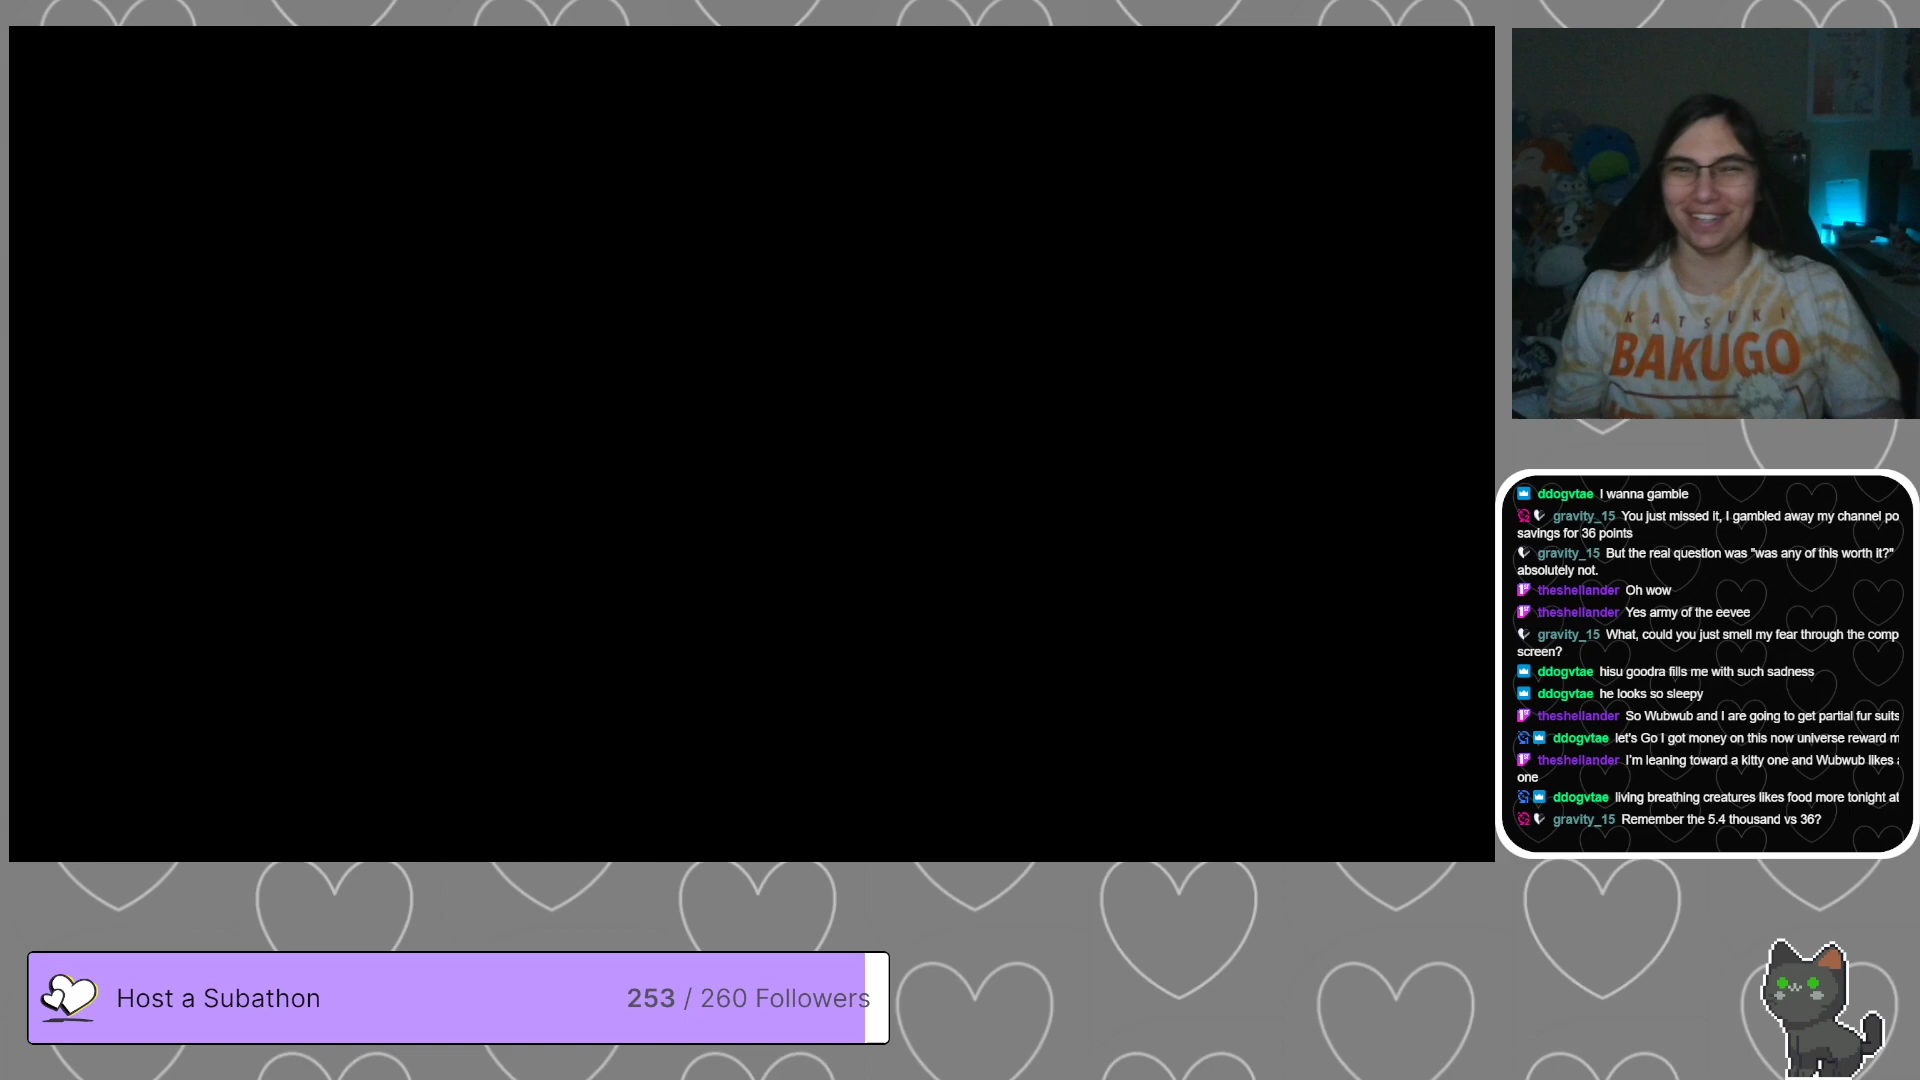 KATSUKI
BAKUGO
ddogvtae I wanna gamble
gravity_15 You just missed it, I gambled away my channel po
savings for 36 points
gravity_15 But the real question was "was any of this worth it?"
absolutely not.
theshellander Oh wow
theshellander Yes army of the eevee
gravity_15 What, could you just smell my fear through the comp
screen?
ddogvtae hisu goodra fills me with such sadness
ddogvtae he looks so sleepy
theshellander So Wubwub and I are going to get partial fur suits
ddogvtae let's Go I got money on this now universe reward m
theshellander I'm leaning toward a kitty one and Wubwub likes
one
ddogvtae living breathing creatures likes food more tonight at
gravity_15 Remember the 5.4 thousand vs 36?
Host a Subathon 253 / 260 Followers